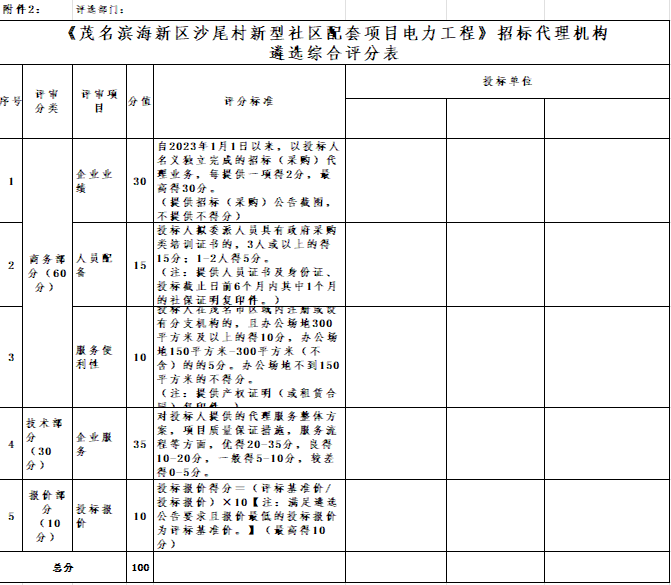 附件2： 评选部门：
《茂名滨海新区沙尾村新型社区配套项目电力工程》招标代理机构
遴选综合评分表
序号
评审
分类
评审项
目
分值
评分标准
投标单位
1
商务部
分（60
分）
企业业
绩
30
自2023年1月1日以来，以投标人
名义独立完成的招标（采购）代
理业务，每提供一项得2分，最
高得30分。
（提供招标（采购）公告截图，
不提供不得分）
2
人员配
备
15
投标人拟委派人员具有政府采购
类培训证书的，3人或以上的得
15分；1-2人得5分。
（注：提供人员证书及身份证、
投标截止日前6个月内其中1个月
的社保证明复印件。）
3
服务便
利性
10
投标人在茂名市区域内注册或设
有分支机构的，且办公场地300
平方米及以上的得10分，办公场
地150平方米-300平方米（不
含）的的5分。办公场地不到150
平方米的不得分。
（注：提供产权证明（或租赁合
同）复印件。）
4
技术部
分
（30
分）
企业服
务
35
对投标人提供的代理服务整体方
案，项目质量保证措施，服务流
程等方面，优得20-35分，良得
10-20分，一般得5-10分，较差
得0-5分。
5
报价部
分
（10
分）
投标报
价
10
投标报价得分＝（评标基准价/
投标报价）×10【注：满足遴选
公告要求且报价最低的投标报价
为评标基准价。】（最高得10
分）
总分
100